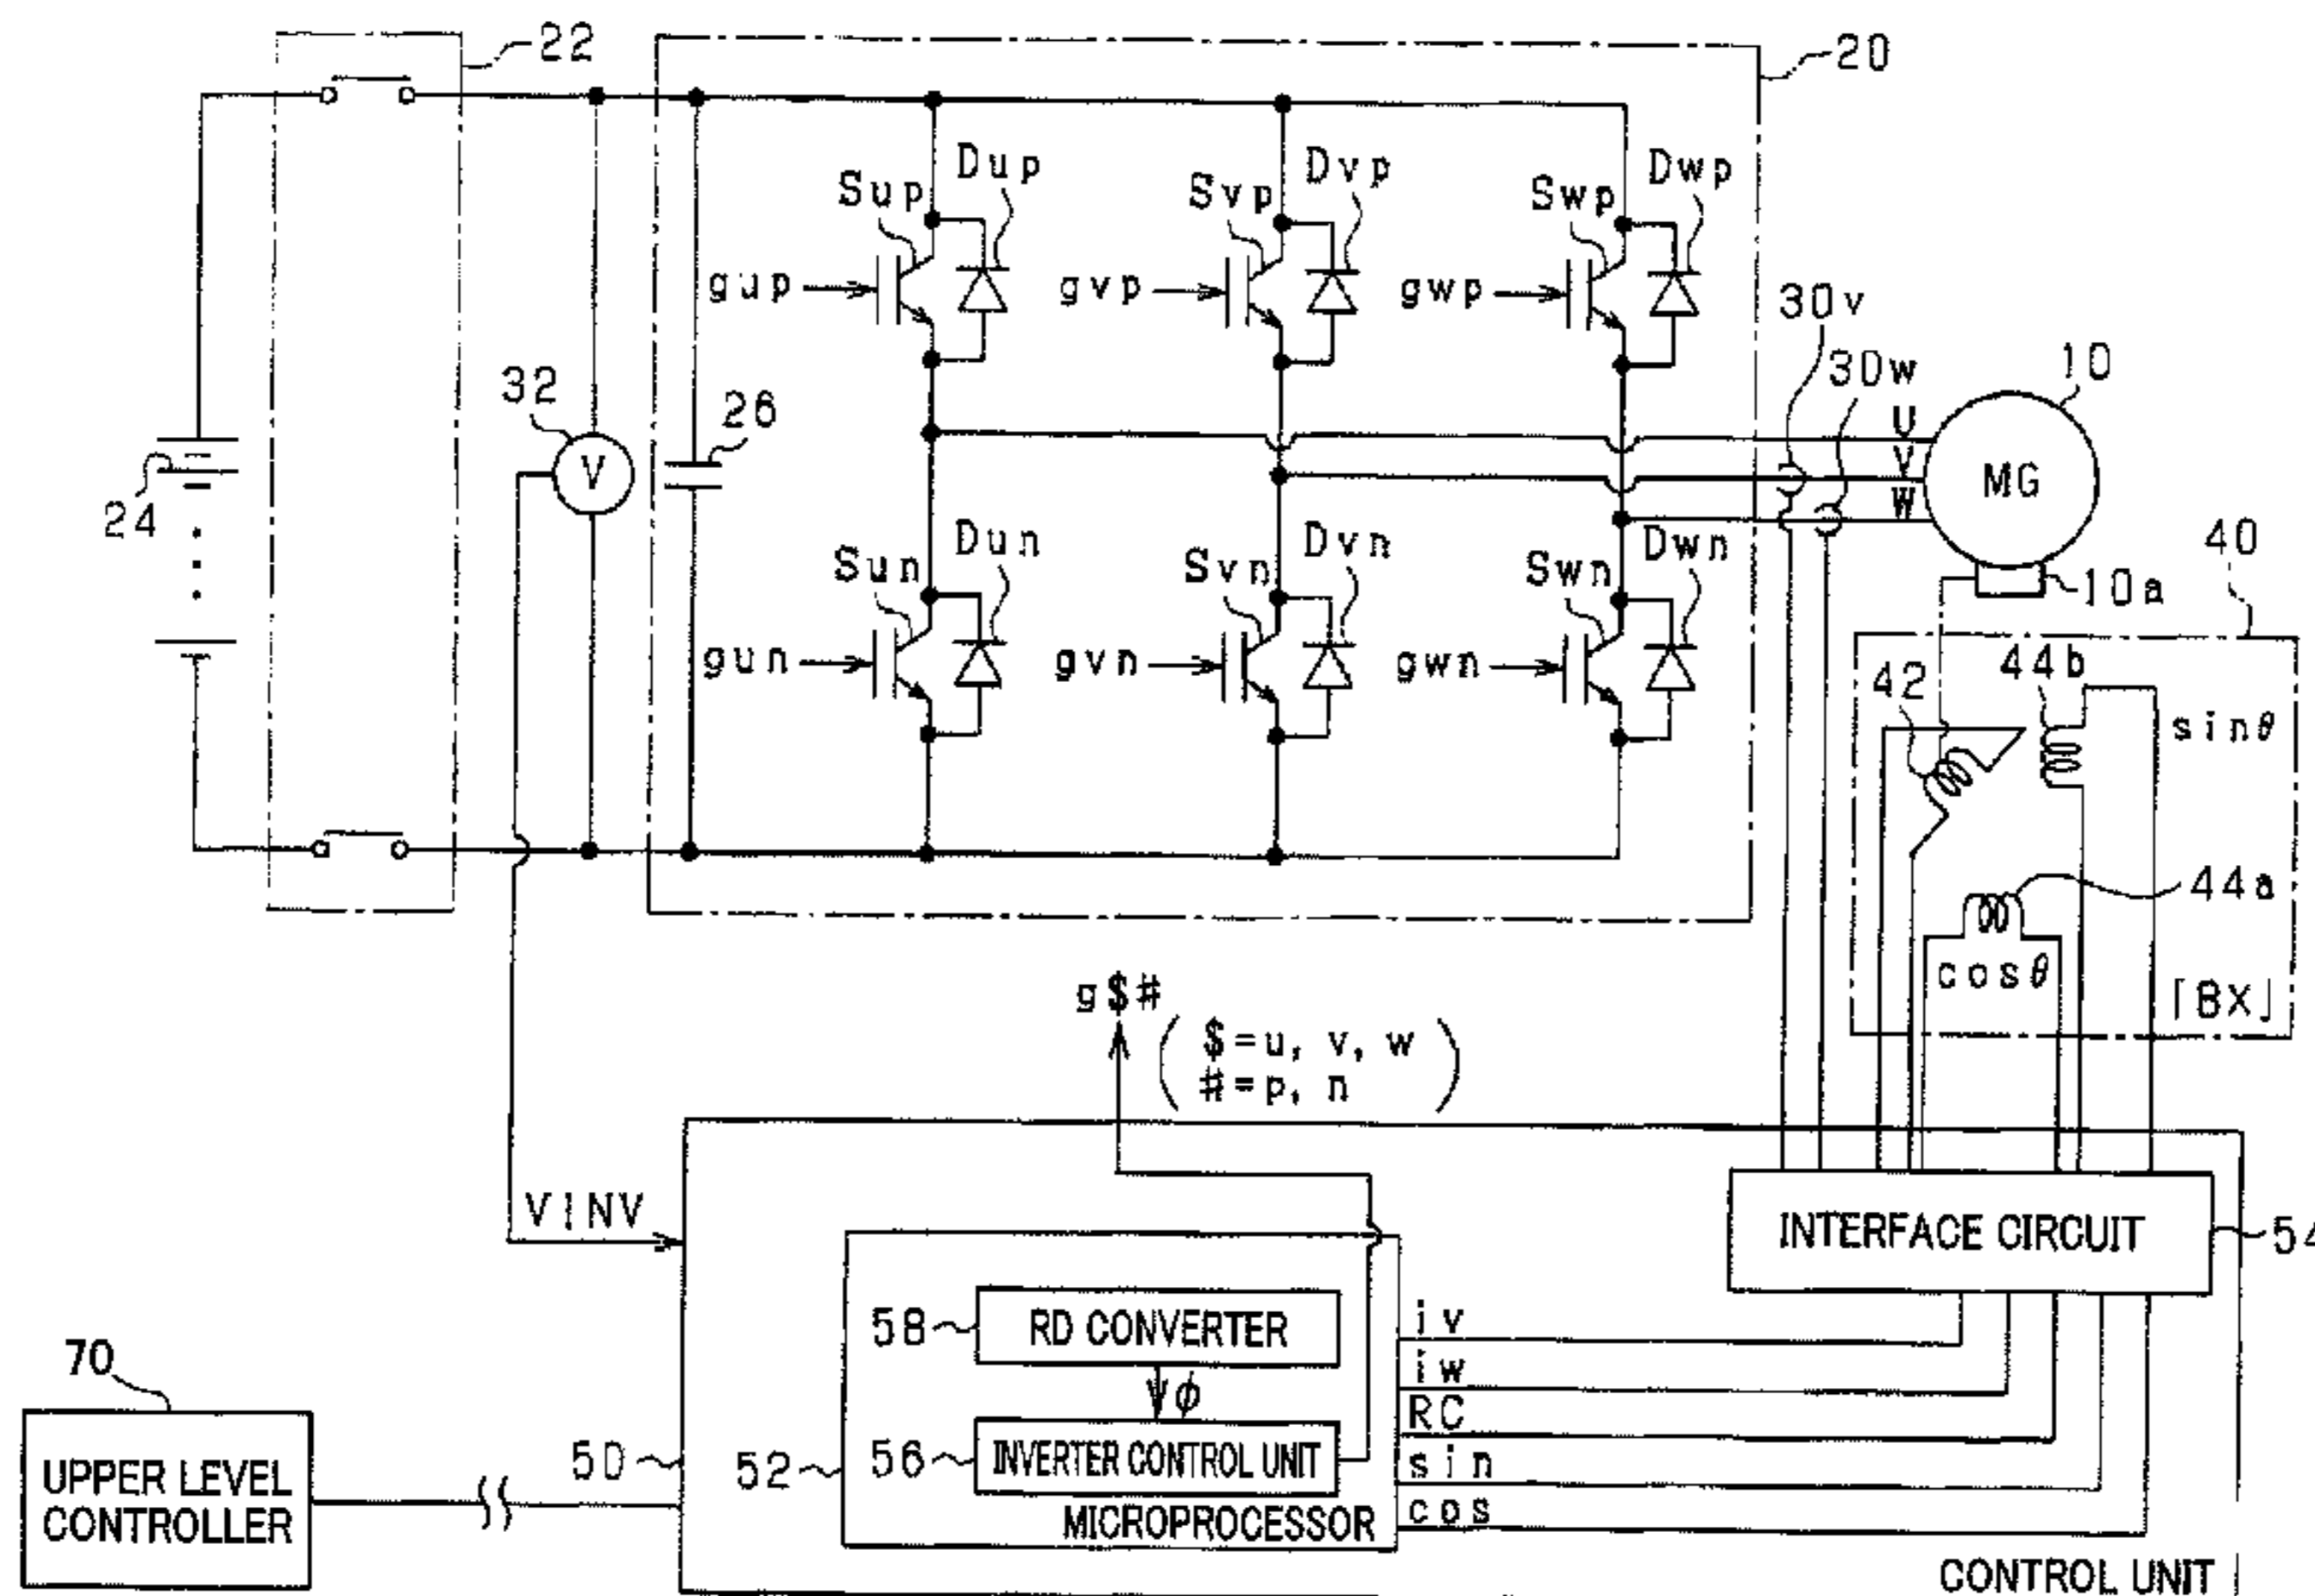 22
20
Dup
Dvp
Dwp
Sup
Svp
Swp
gup
gvp
gwp
30v
10
30w
32
26
U
V
W
V
MG
24
40
Dun
Dvn
Dwn
Sun
Svn
Swn
10a
gun
gvn
gwn
42
44b
sinθ
44a
cosθ
「8X」
g$#
( $=u, v, w
#=p, n )
VINV
INTERFACE CIRCUIT
54
58
RD CONVERTER
iv
iw
70
φ
RC
50
52
56
INVERTER CONTROL UNIT
sin
UPPER LEVEL
CONTROLLER
MICROPROCESSOR
cos
CONTROL UNIT